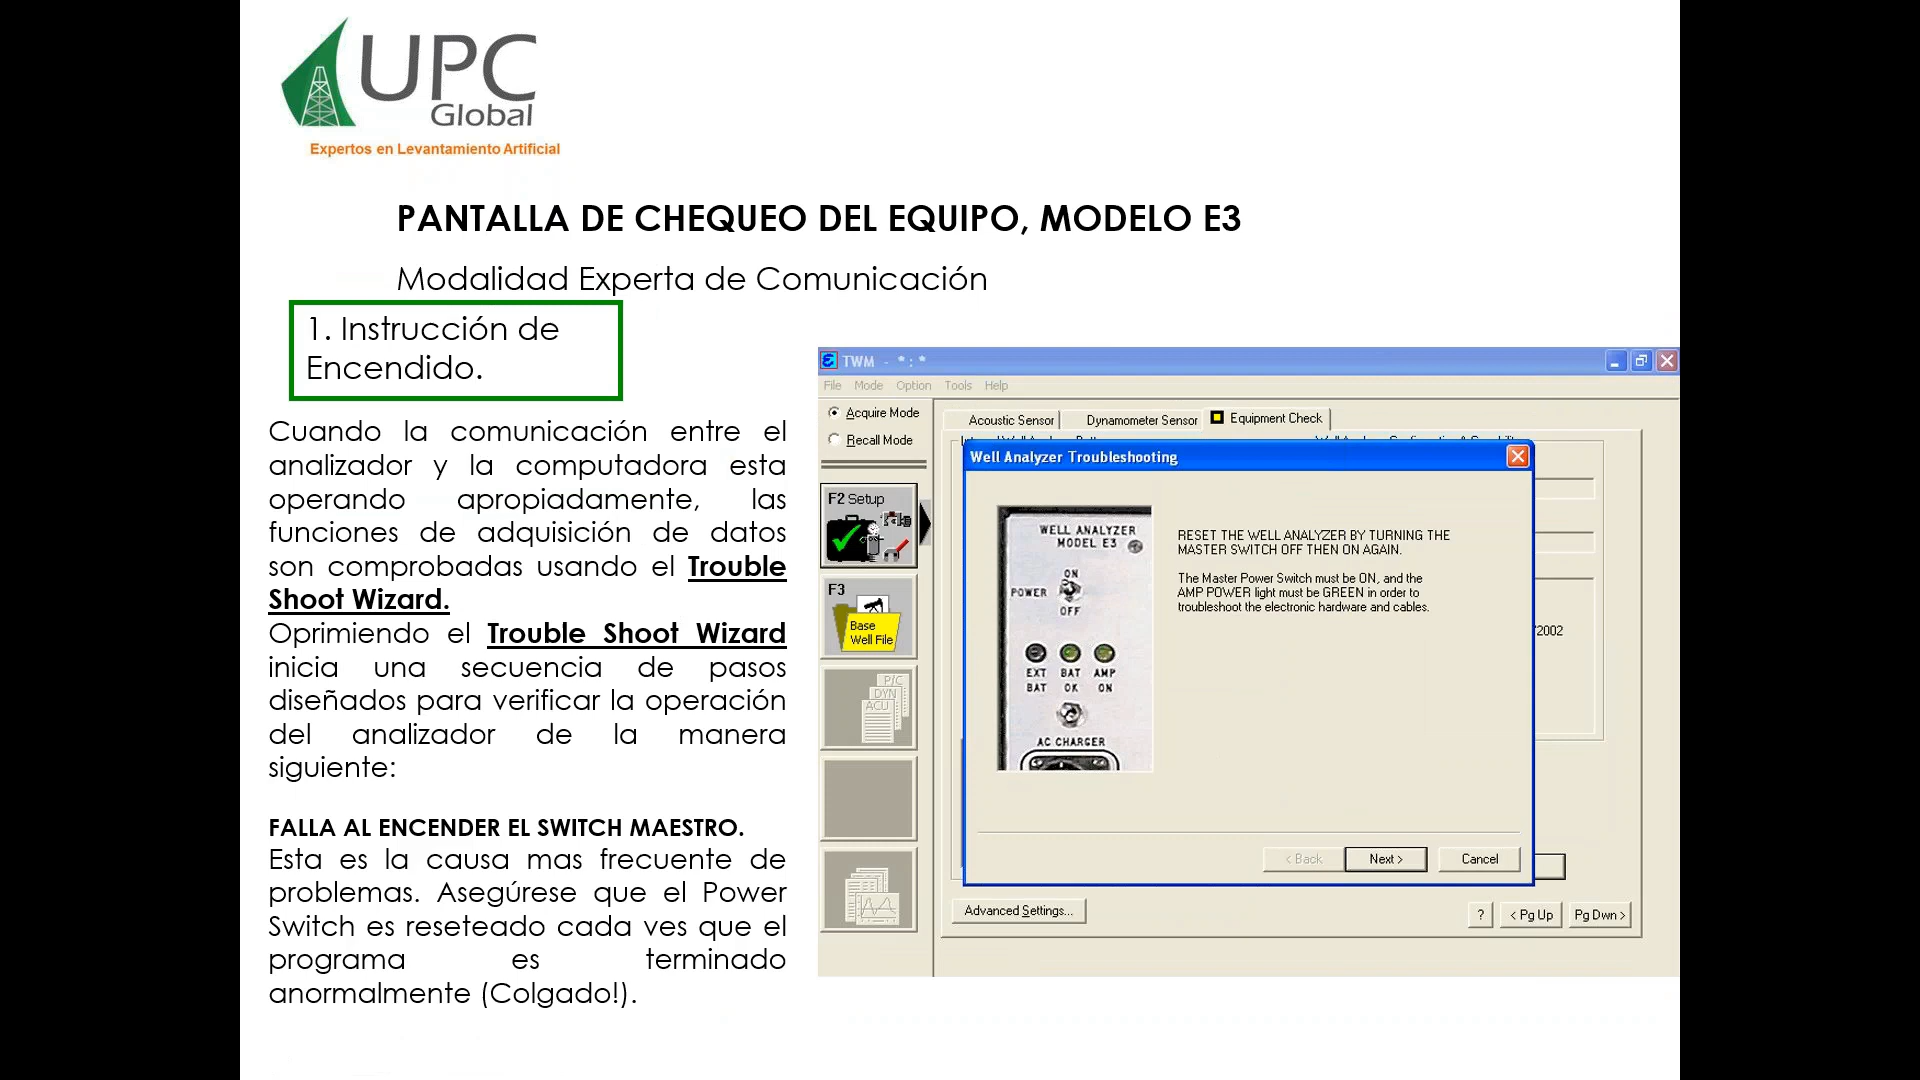 UPC
Global
Expertos en Levantamiento Artificial
PANTALLA DE CHEQUEO DEL EQUIPO, MODELO E3
Modalidad Experta de Comunicación
1. Instrucción de
Encendido.
Cuando la comunicación entre el
analizador y la computadora esta
operando apropiadamente, las
funciones de adquisición de datos
son comprobadas usando el Trouble
Shoot Wizard.
Oprimiendo el Trouble Shoot Wizard
inicia una secuencia de pasos
diseñados para verificar la operación
del analizador de la manera
siguiente:
FALLA AL ENCENDER EL SWITCH MAESTRO.
Esta es la causa mas frecuente de
problemas. Asegúrese que el Power
Switch es reseteado cada ves que el
programa es terminado
anormalmente (Colgado!).
TWM - * : *
File Mode Option Tools Help
Acquire Mode
Recall Mode
F2 Setup
F3
Base
Well File
P/C
DYN
ACU
Acoustic Sensor
Dynamometer Sensor
Equipment Check
Well Analyzer Troubleshooting
WELL ANALYZER
MODEL E3
ON
POWER
OFF
EXT BAT AMP
BAT OK ON
AC CHARGER
RESET THE WELL ANALYZER BY TURNING THE
MASTER SWITCH OFF THEN ON AGAIN.
The Master Power Switch must be ON, and the
AMP POWER light must be GREEN in order to
troubleshoot the electronic hardware and cables.
/2002
< Back
Next >
Cancel
Advanced Settings...
?
< Pg Up
Pg Dwn >